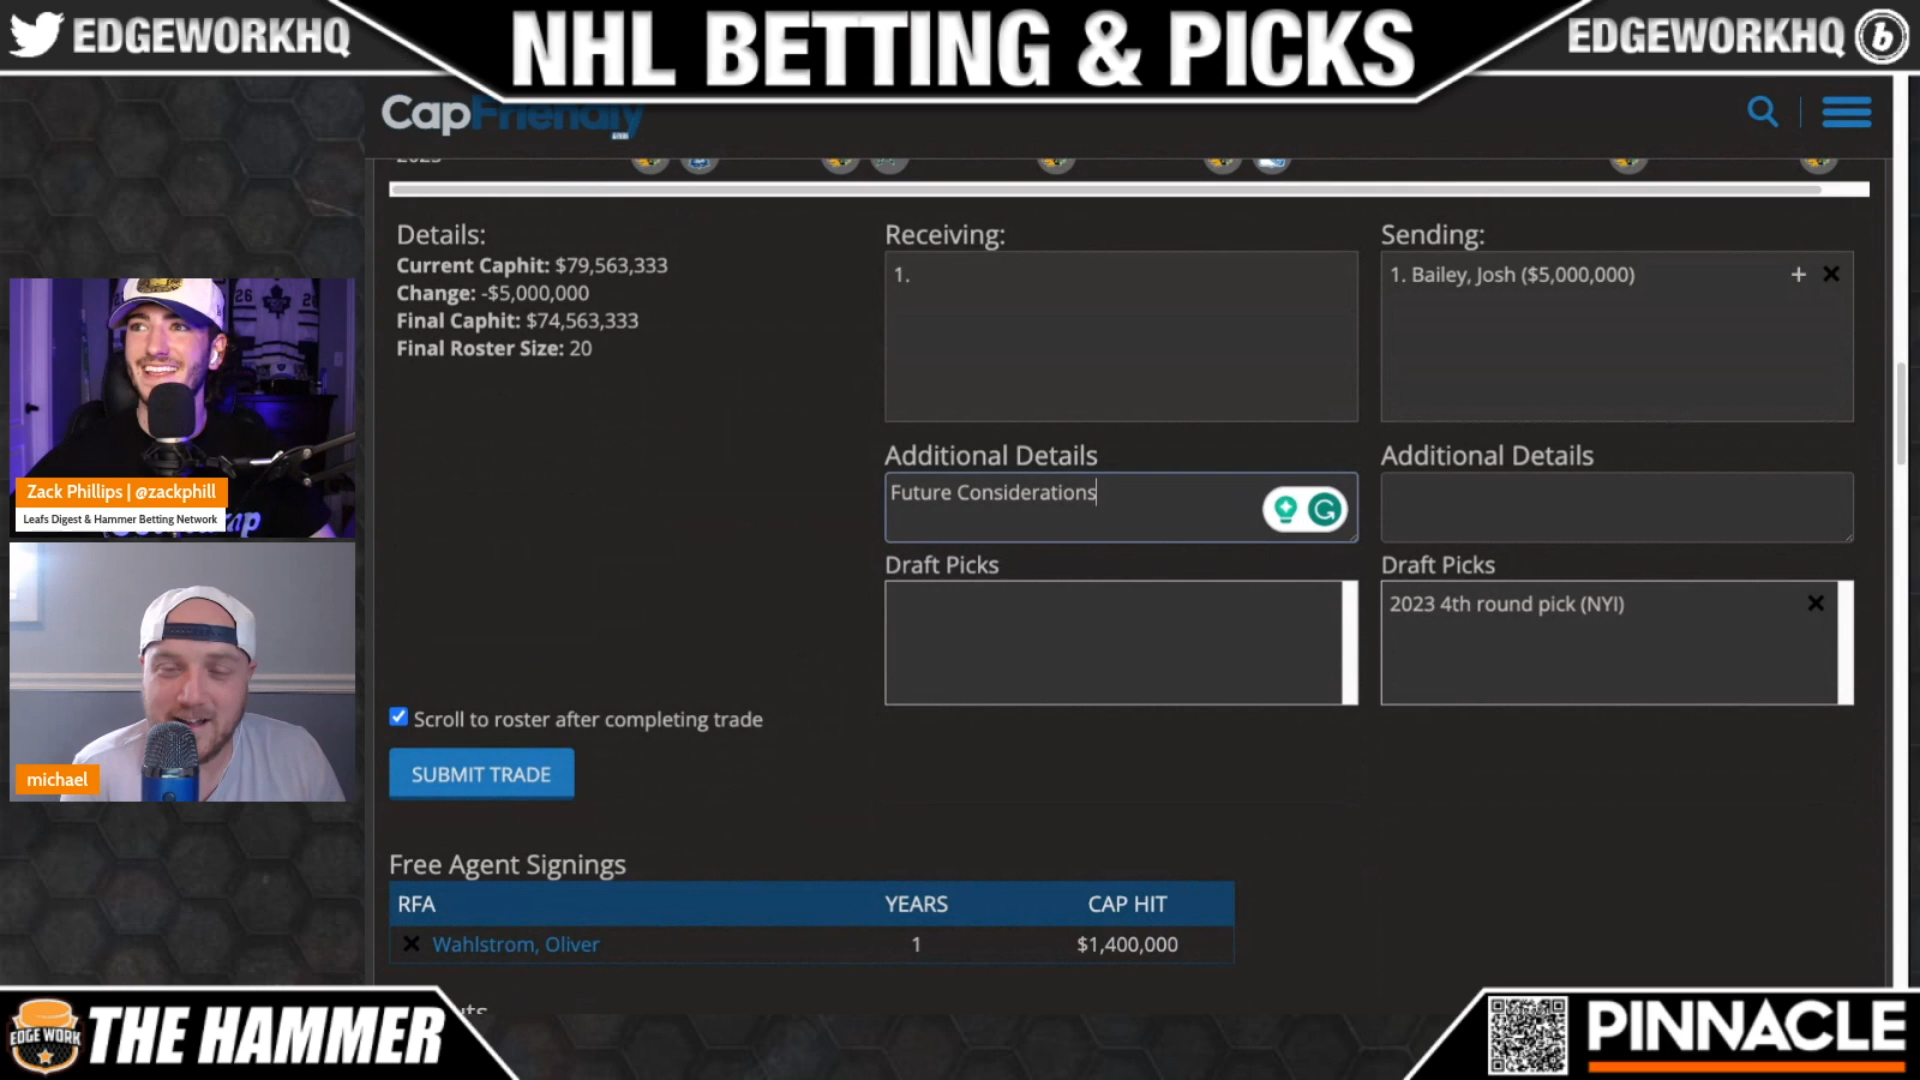 EDGEWORKHQ
NHL BETTING & PICKS
EDGEWORKHQ
CapFriendly
Details:
Current Caphit: $79,563,333
Change: -$5,000,000
Final Caphit: $74,563,333
Final Roster Size: 20
Receiving:
1.
Sending:
1. Bailey, Josh ($5,000,000)
Additional Details
Future Considerations
Additional Details
Draft Picks
Draft Picks
2023 4th round pick (NYI)
Scroll to roster after completing trade
SUBMIT TRADE
Free Agent Signings
RFA YEARS CAP HIT
Wahlstrom, Oliver 1 $1,400,000
26
Zack Phillips | @zackphill
Leafs Digest & Hammer Betting Network
michael
EDGE WORK
THE HAMMER
PINNACLE